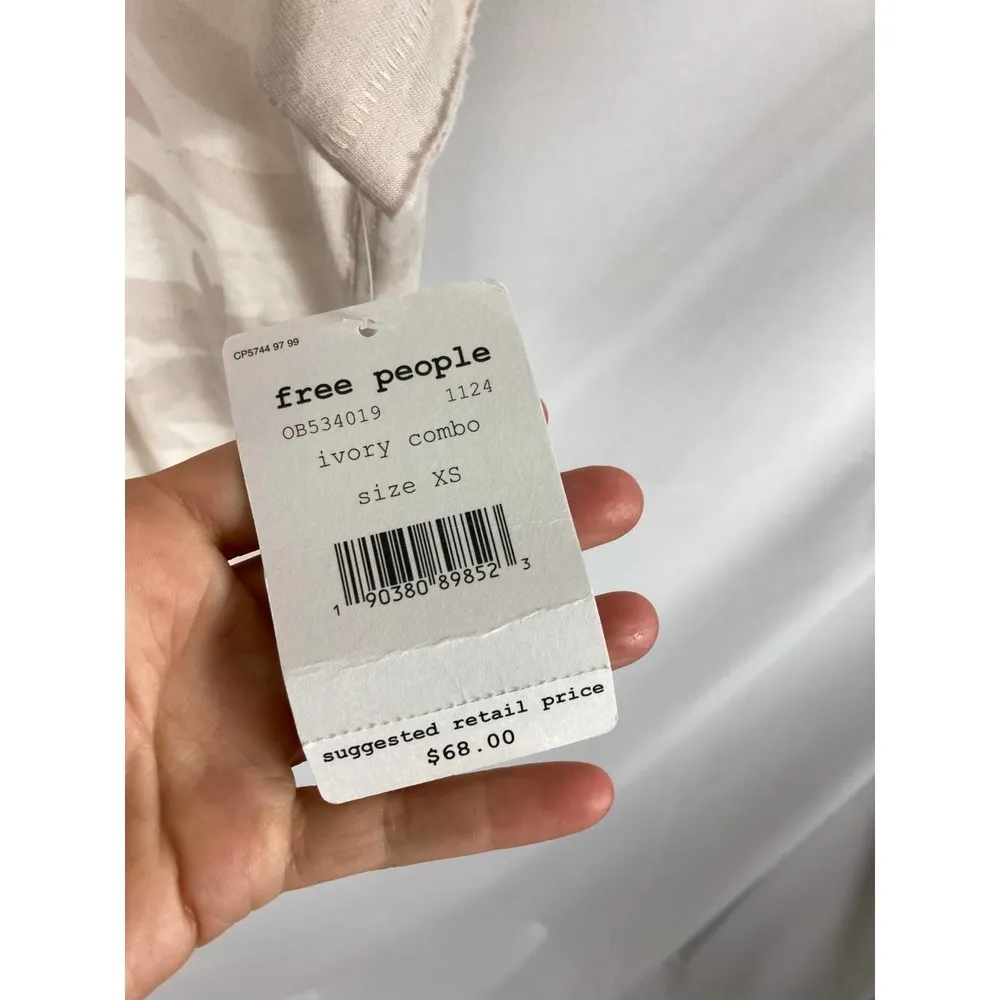 CP5744 97 99
free people
OB534019 1124
ivory combo
size XS
1 90380 89852 3
suggested retail price
$68.00